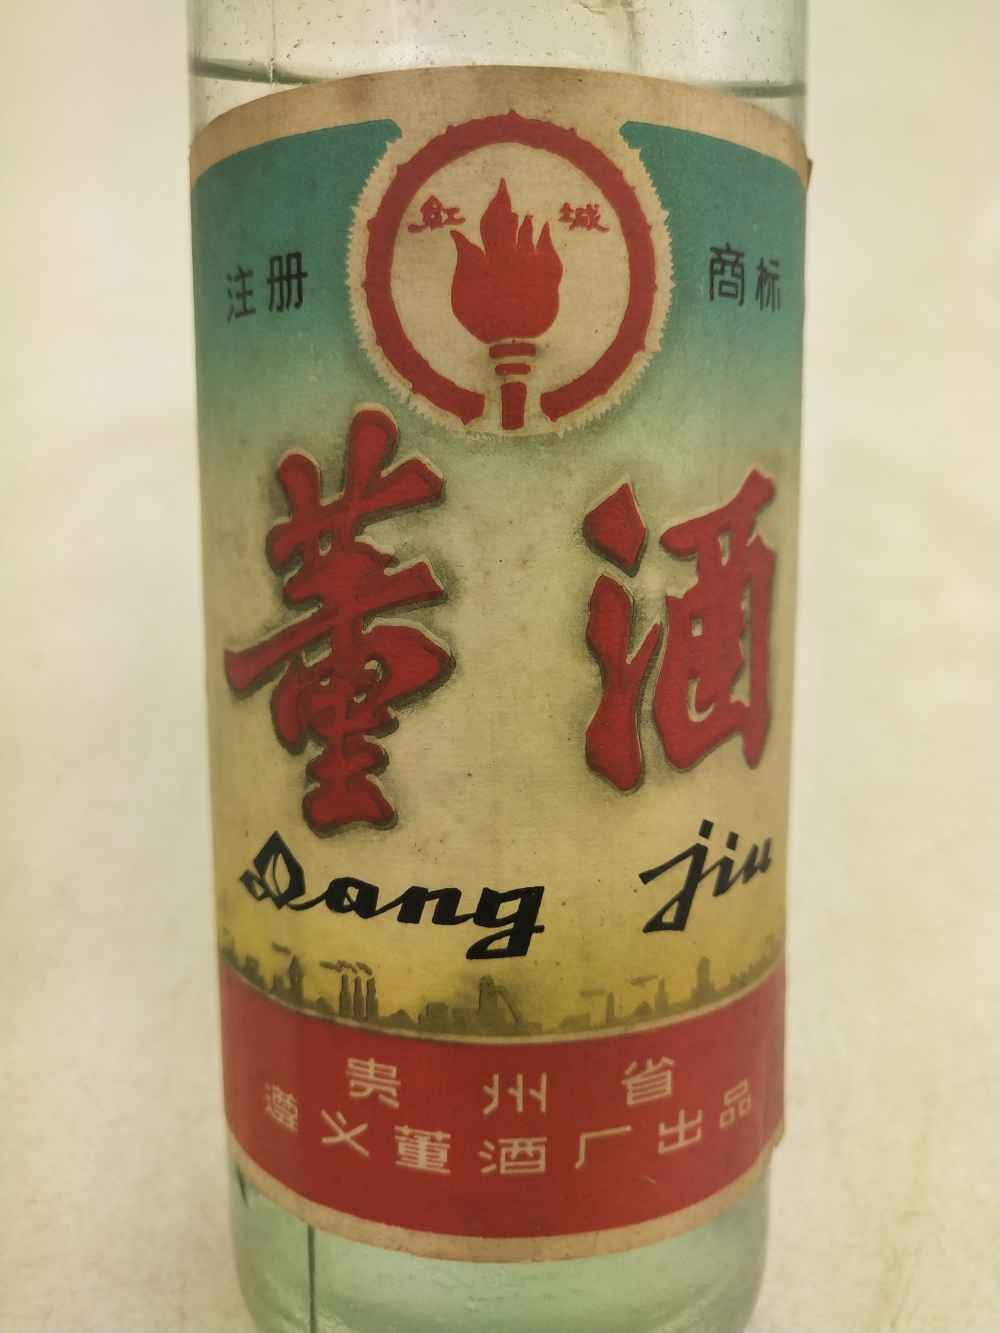 红城
注册 商标
董酒
Dang jiu
贵州省
遵义董酒厂出品